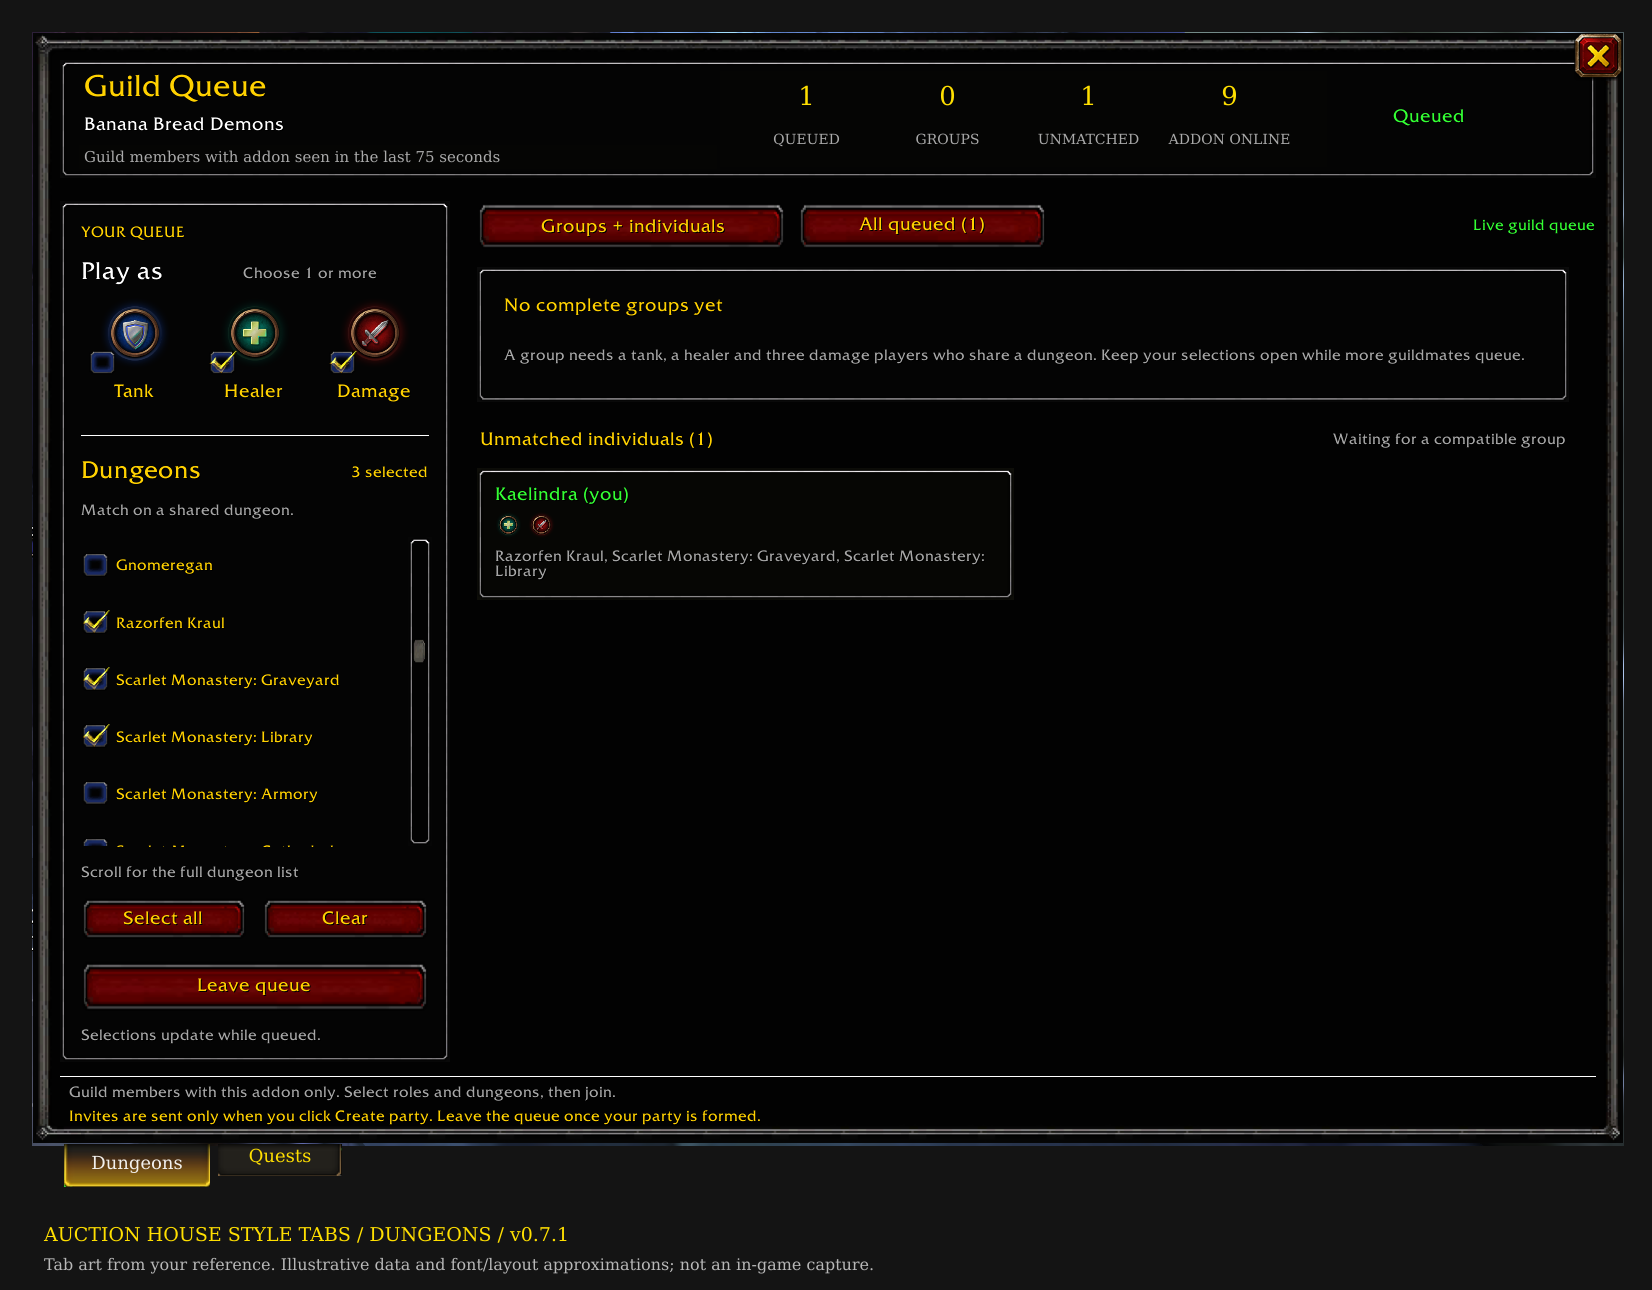 Guild Queue
Banana Bread Demons
Guild members with addon seen in the last 75 seconds
1
QUEUED
0
GROUPS
1
UNMATCHED
9
ADDON ONLINE
Queued
YOUR QUEUE
Play as
Choose 1 or more
Tank
Healer
Damage
Dungeons
3 selected
Match on a shared dungeon.
Gnomeregan
Razorfen Kraul
Scarlet Monastery: Graveyard
Scarlet Monastery: Library
Scarlet Monastery: Armory
Scroll for the full dungeon list
Select all
Clear
Leave queue
Selections update while queued.
Groups + individuals
All queued (1)
Live guild queue
No complete groups yet
A group needs a tank, a healer and three damage players who share a dungeon. Keep your selections open while more guildmates queue.
Unmatched individuals (1)
Waiting for a compatible group
Kaelindra (you)
Razorfen Kraul, Scarlet Monastery: Graveyard, Scarlet Monastery:
Library
Guild members with this addon only. Select roles and dungeons, then join.
Invites are sent only when you click Create party. Leave the queue once your party is formed.
Dungeons
Quests
AUCTION HOUSE STYLE TABS / DUNGEONS / v0.7.1
Tab art from your reference. Illustrative data and font/layout approximations; not an in-game capture.